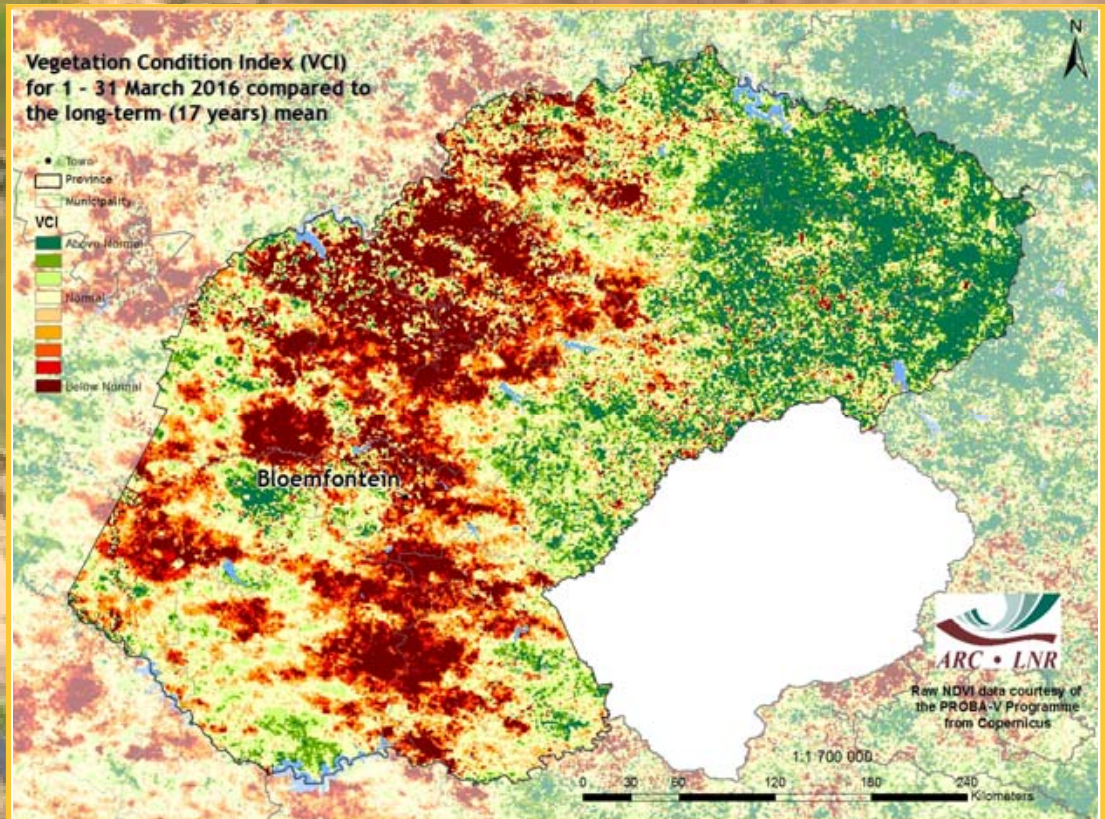 Vegetation Condition Index (VCI)
for 1 - 31 March 2016 compared to
the long-term (17 years) mean
N
Town
Province
Municipality
VCI
Above Normal
Normal
Below Normal
Bloemfontein
ARC • LNR
Raw NDVI data courtesy of
the PROBA-V Programme
from Copernicus
1:1 700 000
0 30 60 120 180 240
Kilometers